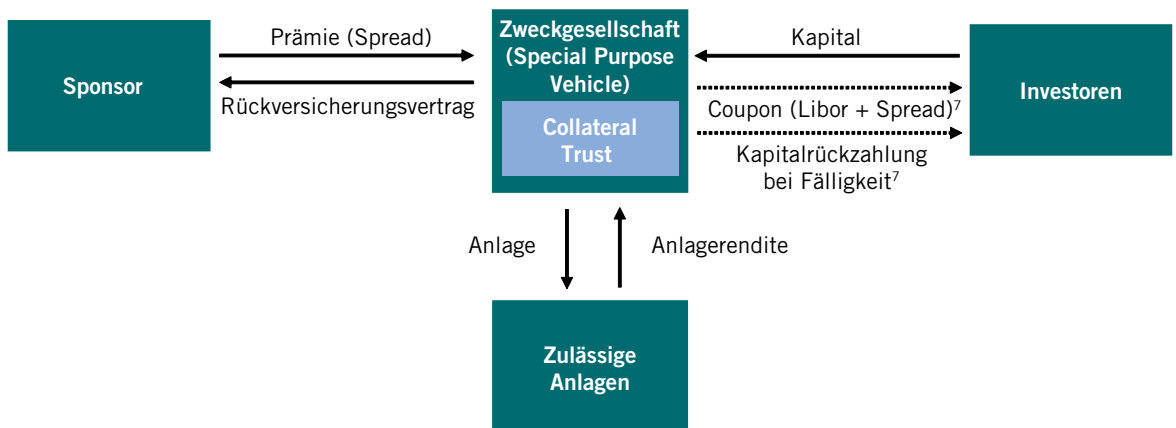 Sponsor
Prämie (Spread)
Rückversicherungsvertrag
Zweckgesellschaft
(Special Purpose
Vehicle)
Collateral
Trust
Kapital
Coupon (Libor + Spread)⁷
Kapitalrückzahlung
bei Fälligkeit⁷
Investoren
Anlage
Anlagerendite
Zulässige
Anlagen